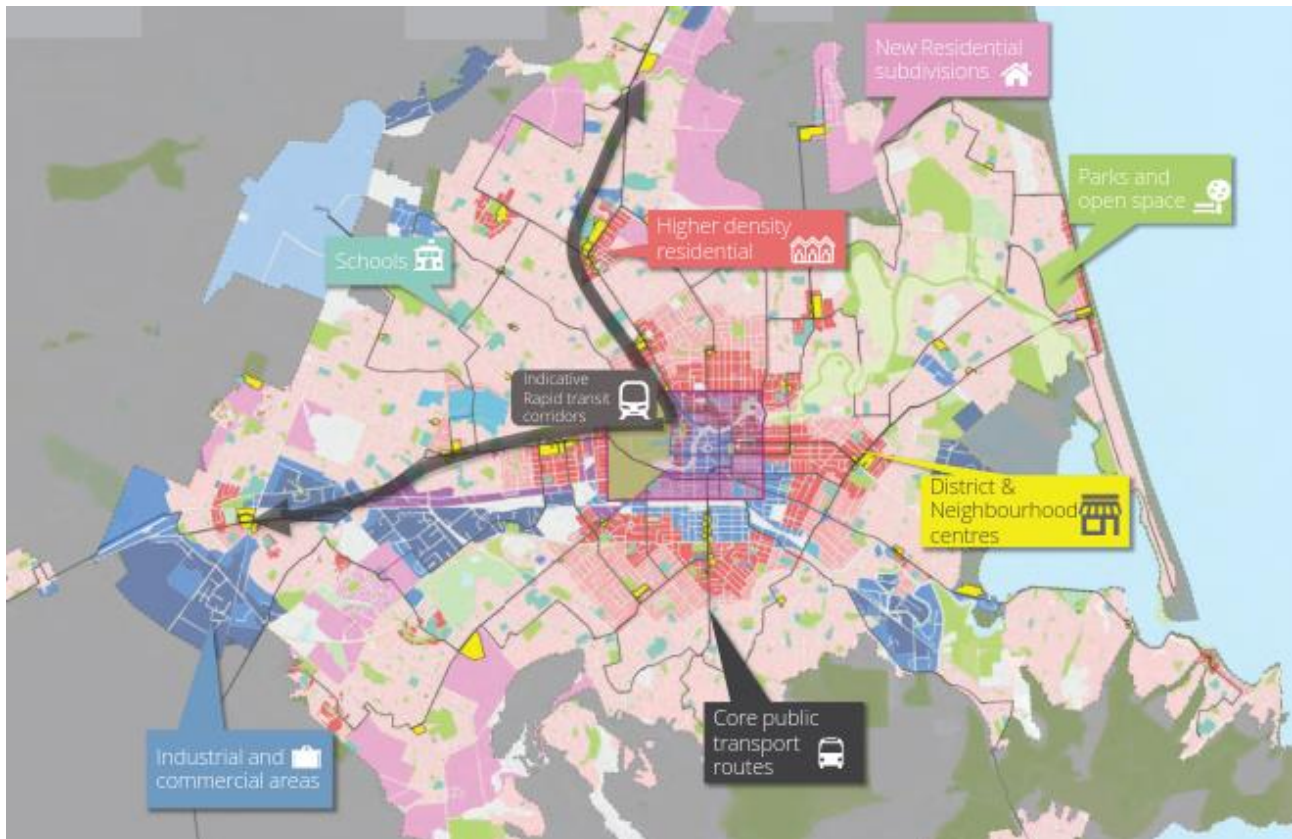 New Residential
subdivisions
Parks and
open space
Higher density
residential
Schools
Indicative
Rapid transit
corridors
District &
Neighbourhood
centres
Core public
transport
routes
Industrial and
commercial areas